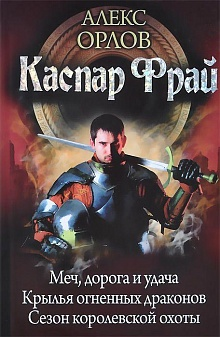 АЛЕКС
ОРЛОВ
Каспар Фрай
Меч, дорога и удача
Крылья огненных драконов
Сезон королевской охоты